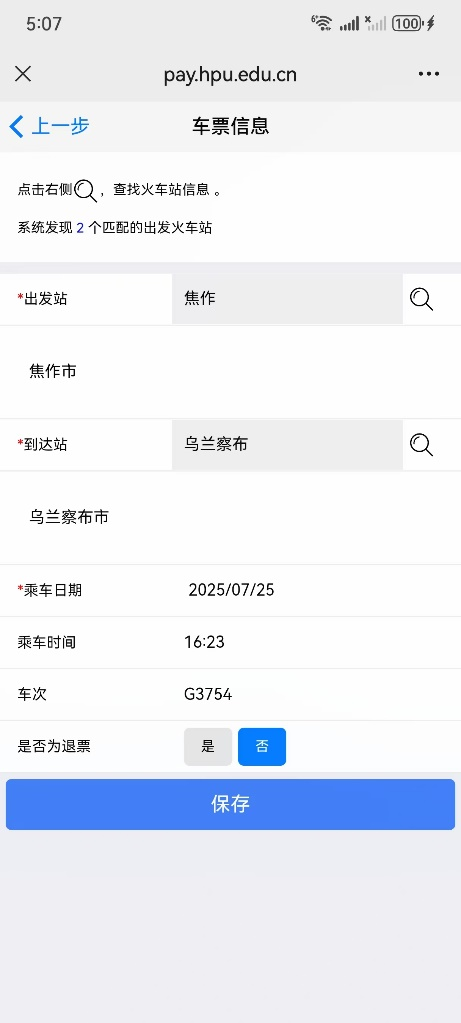 5:07
6
100
pay.hpu.edu.cn
上一步
车票信息
点击右侧，查找火车站信息 。
系统发现 2 个匹配的出发火车站
*出发站
焦作
焦作市
*到达站
乌兰察布
乌兰察布市
*乘车日期
2025/07/25
乘车时间
16:23
车次
G3754
是否为退票
是
否
保存